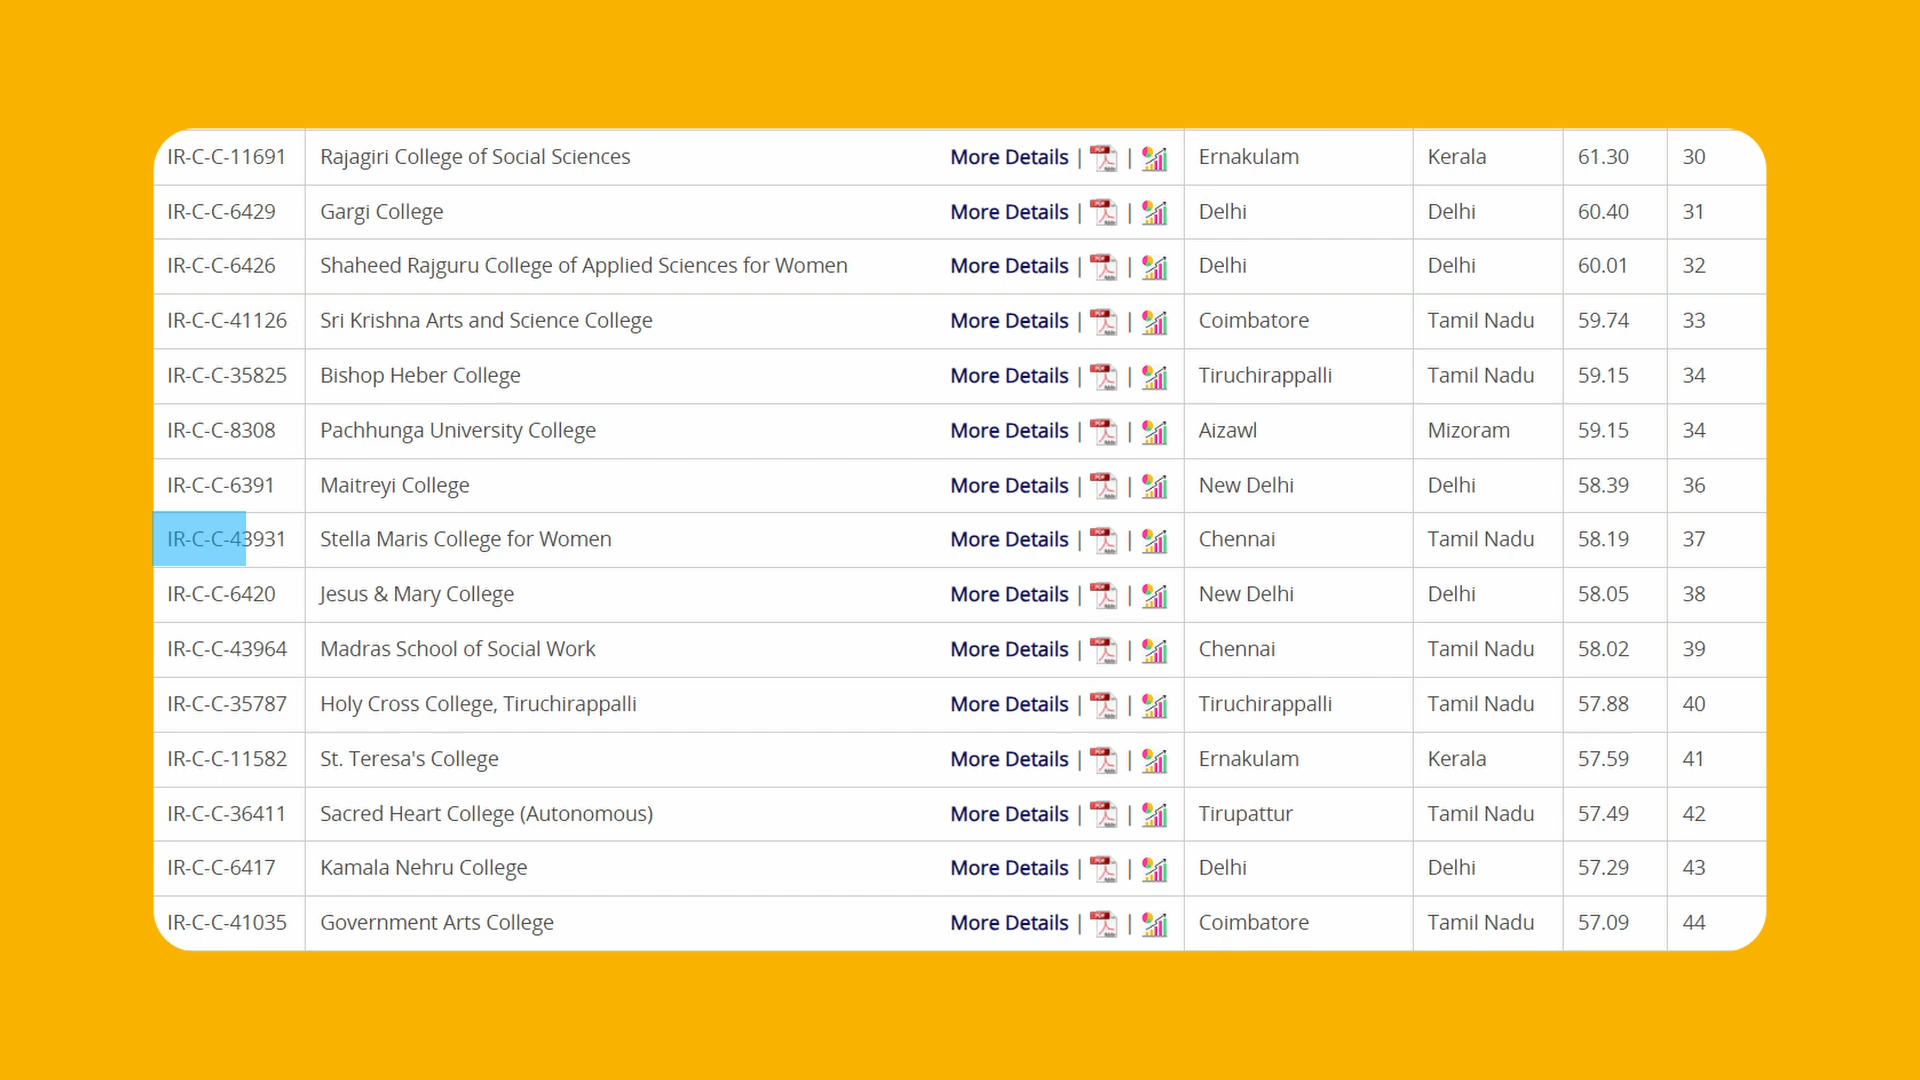 IR-C-C-11691 Rajagiri College of Social Sciences More Details | | Ernakulam Kerala 61.30 30
IR-C-C-6429 Gargi College More Details | | Delhi Delhi 60.40 31
IR-C-C-6426 Shaheed Rajguru College of Applied Sciences for Women More Details | | Delhi Delhi 60.01 32
IR-C-C-41126 Sri Krishna Arts and Science College More Details | | Coimbatore Tamil Nadu 59.74 33
IR-C-C-35825 Bishop Heber College More Details | | Tiruchirappalli Tamil Nadu 59.15 34
IR-C-C-8308 Pachhunga University College More Details | | Aizawl Mizoram 59.15 34
IR-C-C-6391 Maitreyi College More Details | | New Delhi Delhi 58.39 36
IR-C-C-43931 Stella Maris College for Women More Details | | Chennai Tamil Nadu 58.19 37
IR-C-C-6420 Jesus & Mary College More Details | | New Delhi Delhi 58.05 38
IR-C-C-43964 Madras School of Social Work More Details | | Chennai Tamil Nadu 58.02 39
IR-C-C-35787 Holy Cross College, Tiruchirappalli More Details | | Tiruchirappalli Tamil Nadu 57.88 40
IR-C-C-11582 St. Teresa's College More Details | | Ernakulam Kerala 57.59 41
IR-C-C-36411 Sacred Heart College (Autonomous) More Details | | Tirupattur Tamil Nadu 57.49 42
IR-C-C-6417 Kamala Nehru College More Details | | Delhi Delhi 57.29 43
IR-C-C-41035 Government Arts College More Details | | Coimbatore Tamil Nadu 57.09 44